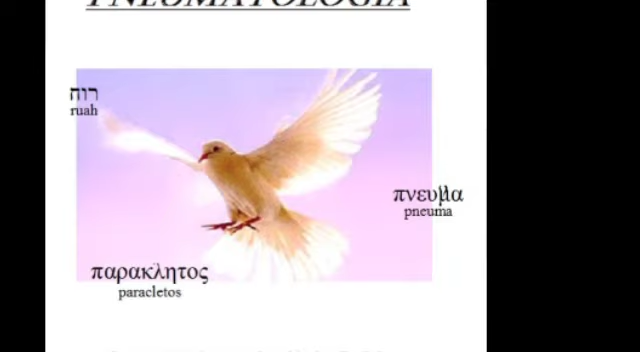 PNEUMATOLOGIA
רוח
ruah
πνευμα
pneuma
παρακλητος
paracletos